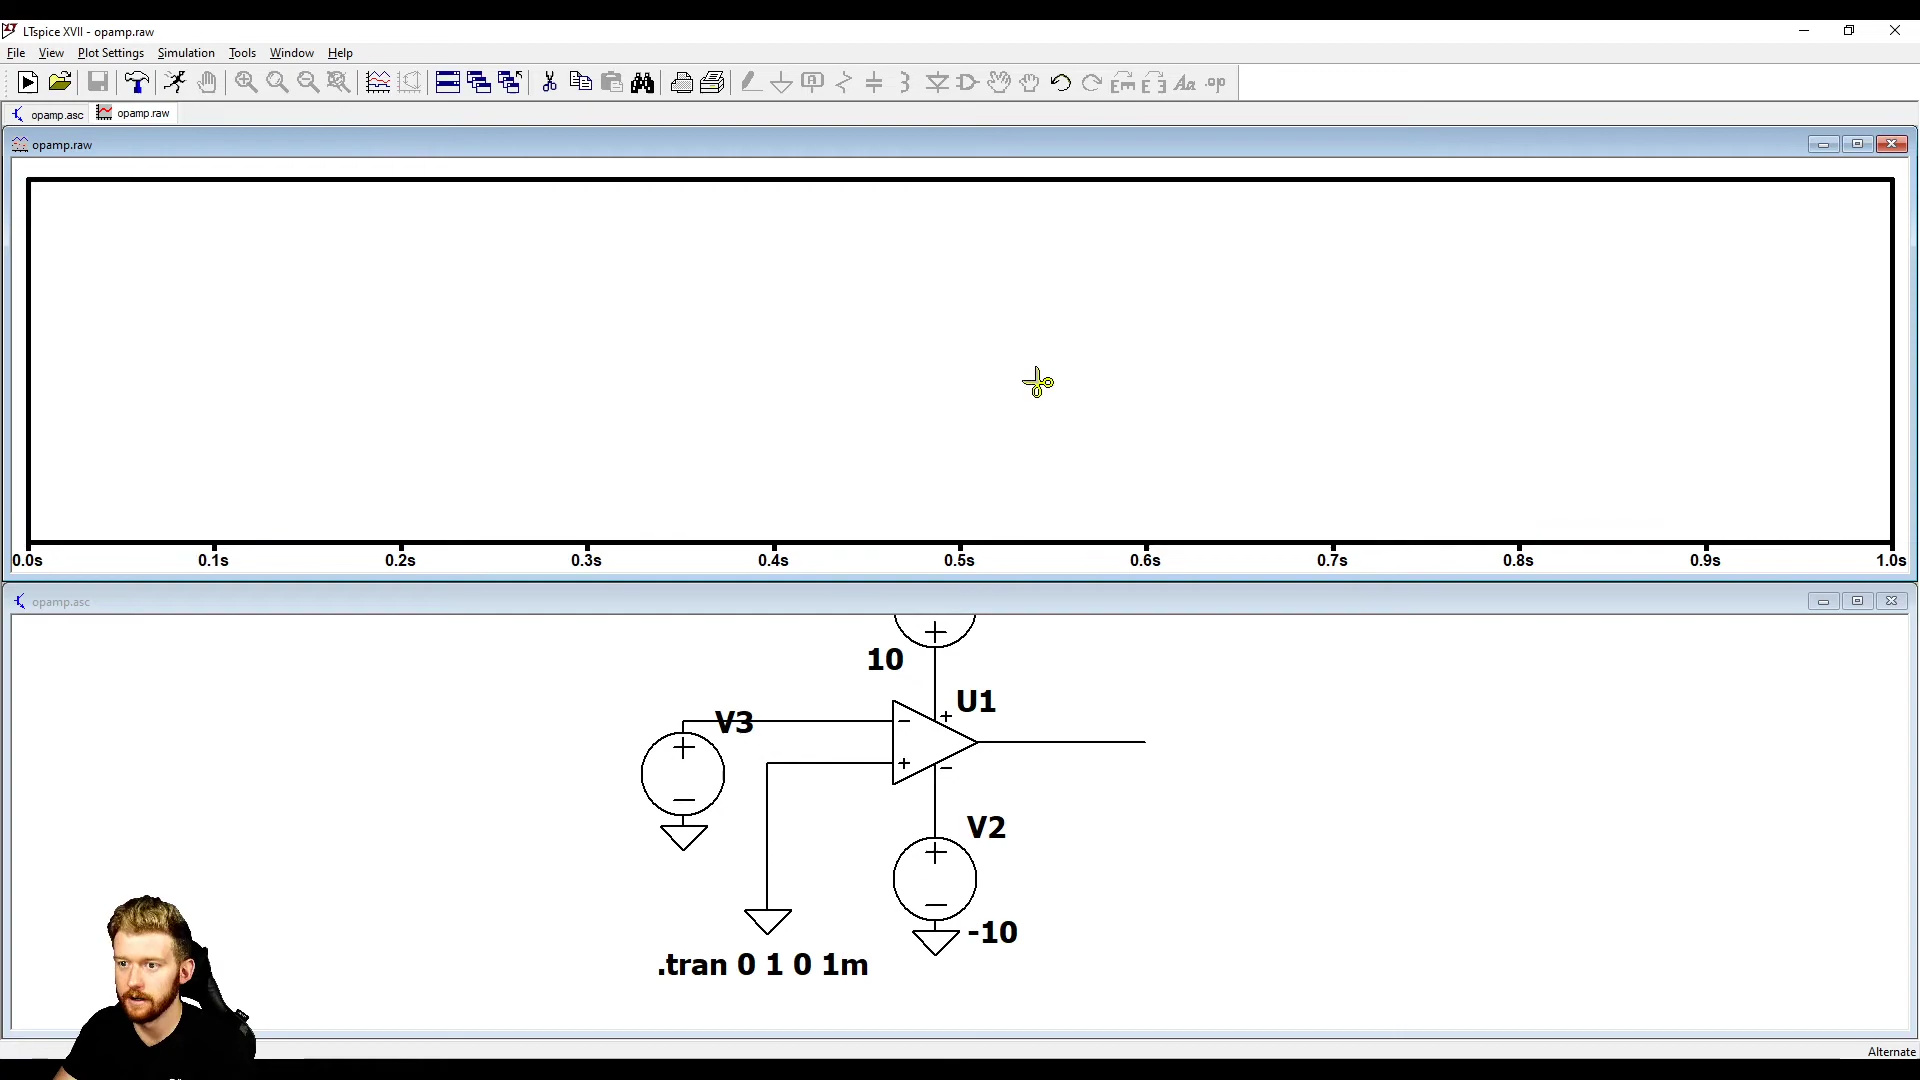 LTspice XVII - opamp.raw
File View Plot Settings Simulation Tools Window Help
opamp.asc opamp.raw
opamp.raw
0.0s 0.1s 0.2s 0.3s 0.4s 0.5s 0.6s 0.7s 0.8s 0.9s 1.0s
opamp.asc
10
U1
V3
V2
-10
.tran 0 1 0 1m
Alternate